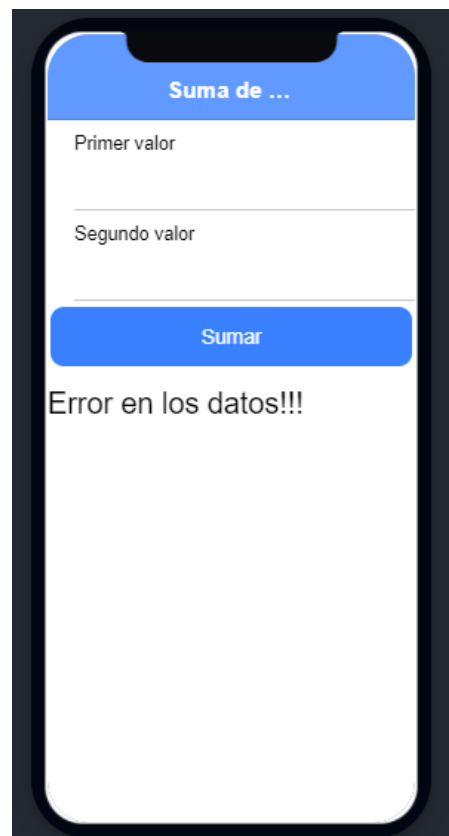 Suma de ...
Primer valor
Segundo valor
Sumar
Error en los datos!!!